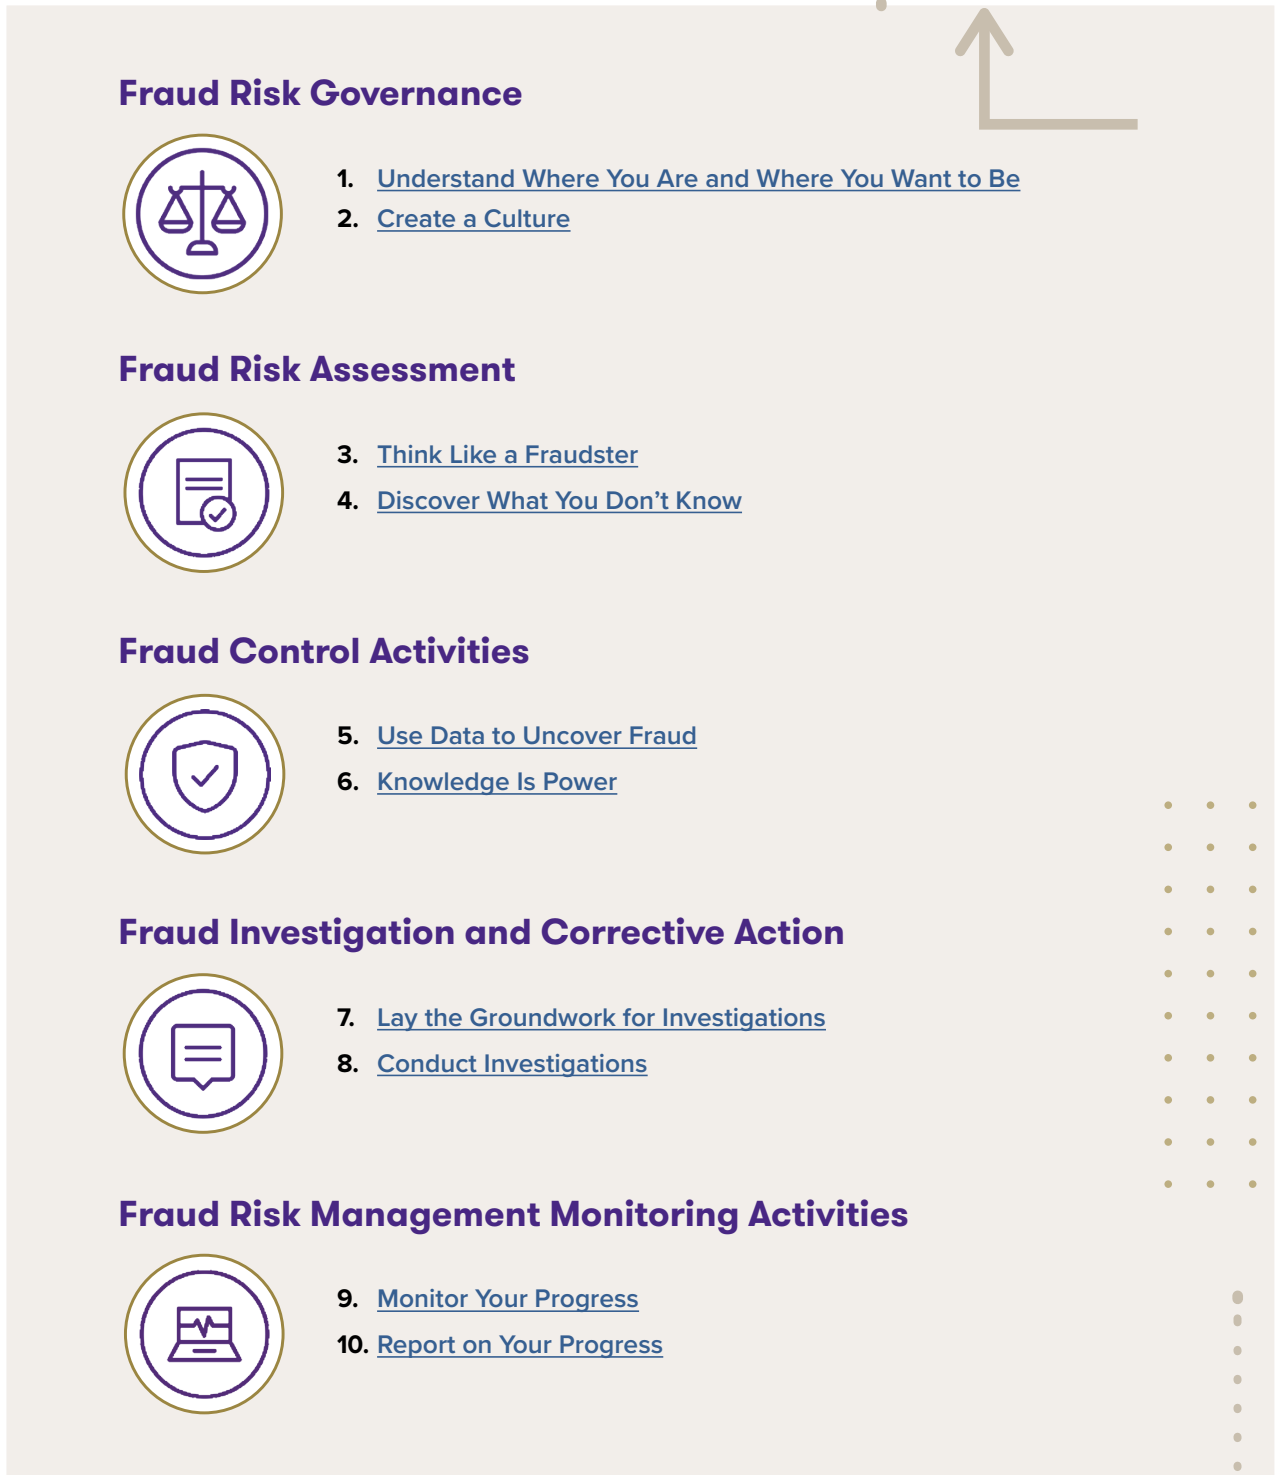 Fraud Risk Governance
1. Understand Where You Are and Where You Want to Be
2. Create a Culture
Fraud Risk Assessment
3. Think Like a Fraudster
4. Discover What You Don’t Know
Fraud Control Activities
5. Use Data to Uncover Fraud
6. Knowledge Is Power
Fraud Investigation and Corrective Action
7. Lay the Groundwork for Investigations
8. Conduct Investigations
Fraud Risk Management Monitoring Activities
9. Monitor Your Progress
10. Report on Your Progress